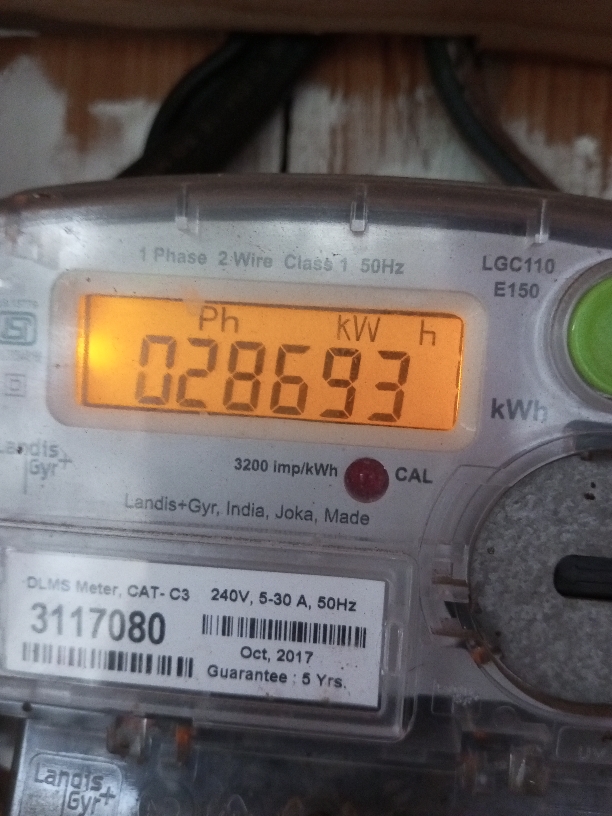 1 Phase 2 Wire Class 1 50Hz
LGC110
E150
Ph kW h
028693
kWh
Landis
Gyr+
3200 imp/kWh
CAL
Landis+Gyr, India, Joka, Made
DLMS Meter, CAT- C3
240V, 5-30 A, 50Hz
3117080
Oct, 2017
Guarantee : 5 Yrs.
Landis
Gyr+